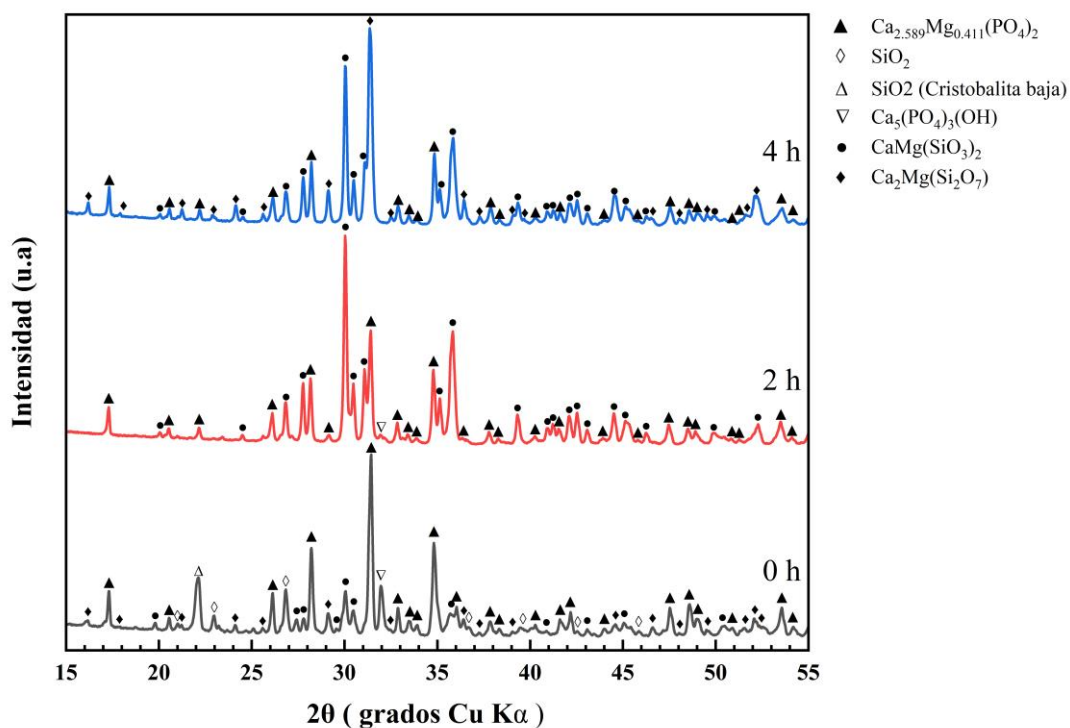 Intensidad (u.a)
4 h
2 h
0 h
15 20 25 30 35 40 45 50 55
2θ ( grados Cu Kα )
▲ Ca₂.₅₈₉Mg₀.₄₁₁(PO₄)₂
◊ SiO₂
△ SiO2 (Cristobalita baja)
▽ Ca₅(PO₄)₃(OH)
● CaMg(SiO₃)₂
♦ Ca₂Mg(Si₂O₇)